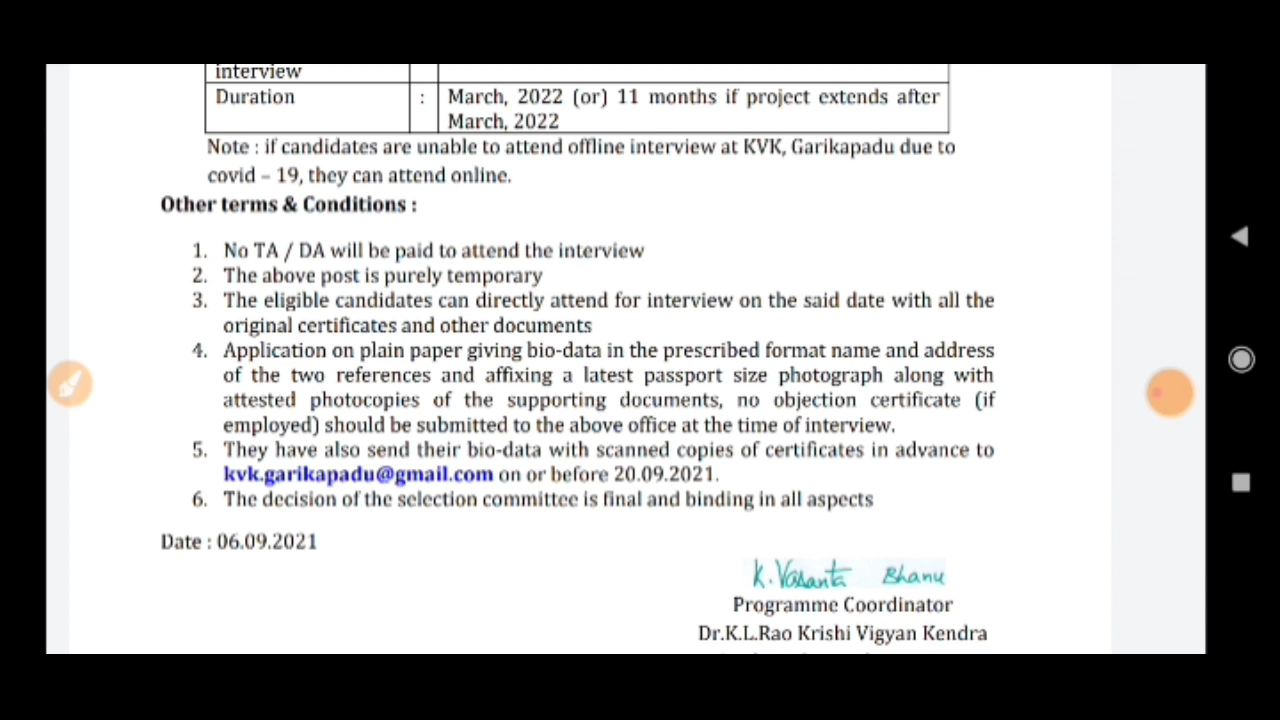 interview
Duration : March, 2022 (or) 11 months if project extends after
March, 2022
Note : if candidates are unable to attend offline interview at KVK, Garikapadu due to
covid – 19, they can attend online.
Other terms & Conditions :
1. No TA / DA will be paid to attend the interview
2. The above post is purely temporary
3. The eligible candidates can directly attend for interview on the said date with all the
original certificates and other documents
4. Application on plain paper giving bio-data in the prescribed format name and address
of the two references and affixing a latest passport size photograph along with
attested photocopies of the supporting documents, no objection certificate (if
employed) should be submitted to the above office at the time of interview.
5. They have also send their bio-data with scanned copies of certificates in advance to
kvk.garikapadu@gmail.com on or before 20.09.2021.
6. The decision of the selection committee is final and binding in all aspects
Date : 06.09.2021
K. Vasanta Bhanu
Programme Coordinator
Dr.K.L.Rao Krishi Vigyan Kendra